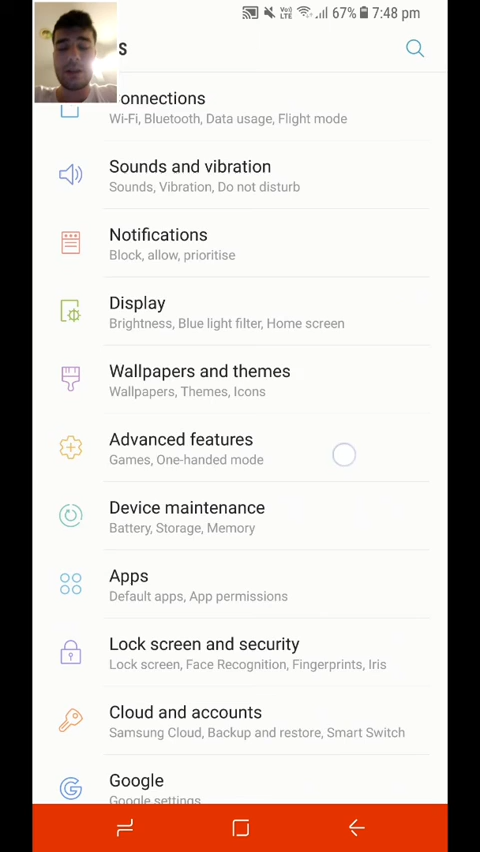 67% 7:48 pm
s
onnections
Wi-Fi, Bluetooth, Data usage, Flight mode
Sounds and vibration
Sounds, Vibration, Do not disturb
Notifications
Block, allow, prioritise
Display
Brightness, Blue light filter, Home screen
Wallpapers and themes
Wallpapers, Themes, Icons
Advanced features
Games, One-handed mode
Device maintenance
Battery, Storage, Memory
Apps
Default apps, App permissions
Lock screen and security
Lock screen, Face Recognition, Fingerprints, Iris
Cloud and accounts
Samsung Cloud, Backup and restore, Smart Switch
Google
Google settings